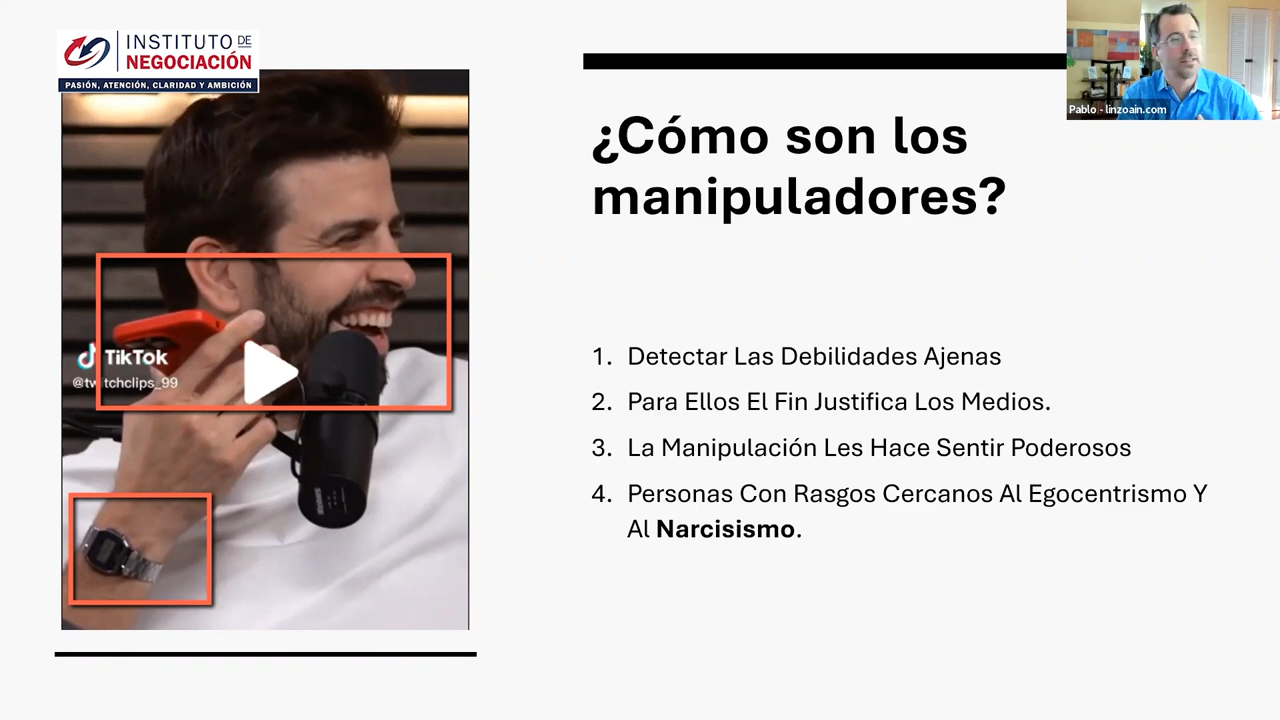 INSTITUTO DE
NEGOCIACIÓN
PASIÓN, ATENCIÓN, CLARIDAD Y AMBICIÓN
Pablo - linzoain.com
¿Cómo son los
manipuladores?
TikTok
@twitchclips_99
1. Detectar Las Debilidades Ajenas
2. Para Ellos El Fin Justifica Los Medios.
3. La Manipulación Les Hace Sentir Poderosos
4. Personas Con Rasgos Cercanos Al Egocentrismo Y
Al Narcisismo.